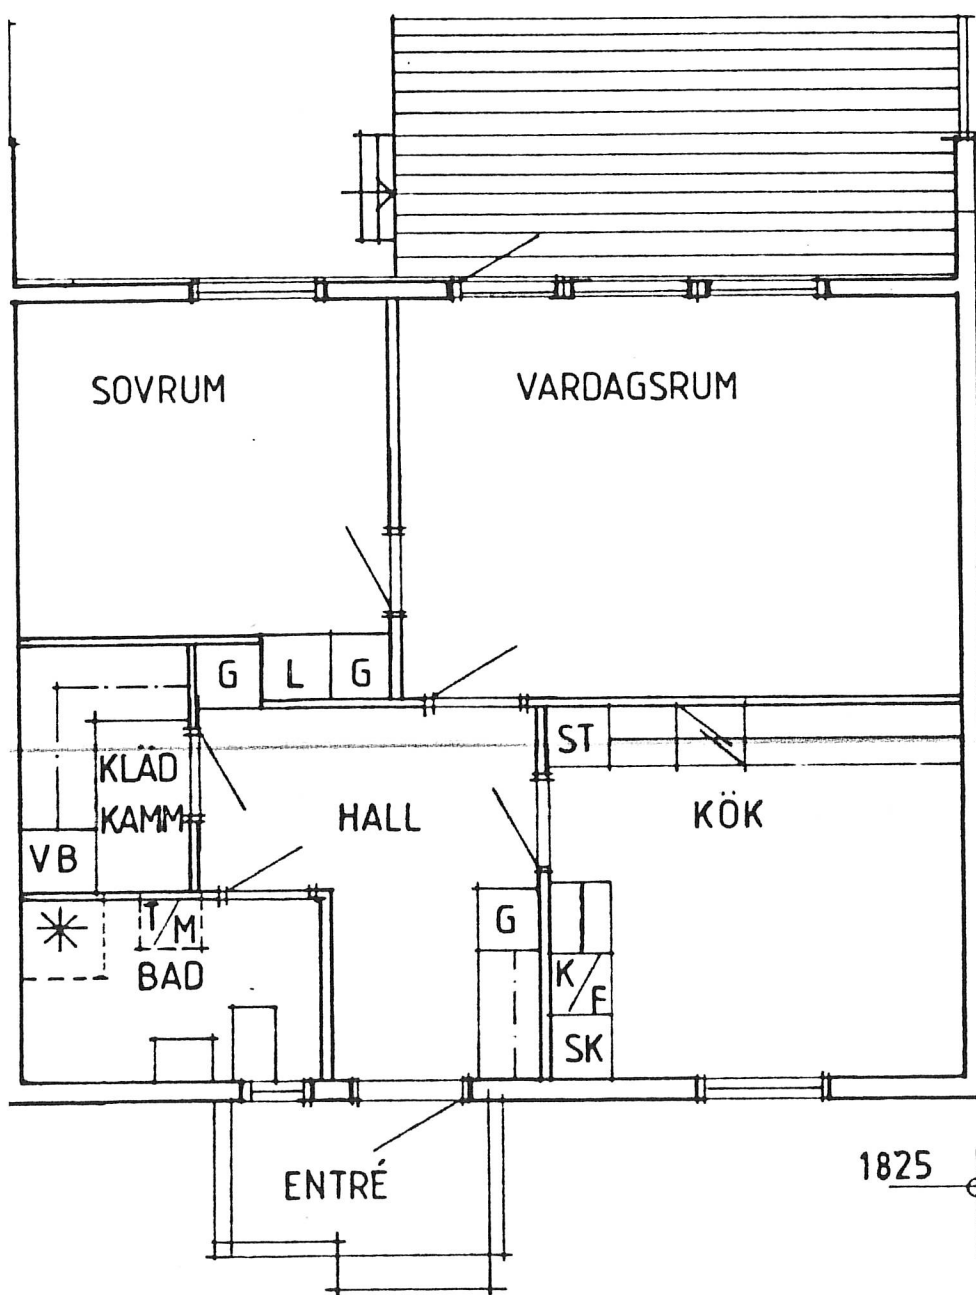 SOVRUM
VARDAGSRUM
G
L
G
ST
KLÄD
KAMM
HALL
KÖK
VB
T/M
G
BAD
K/F
SK
1825
ENTRÉ